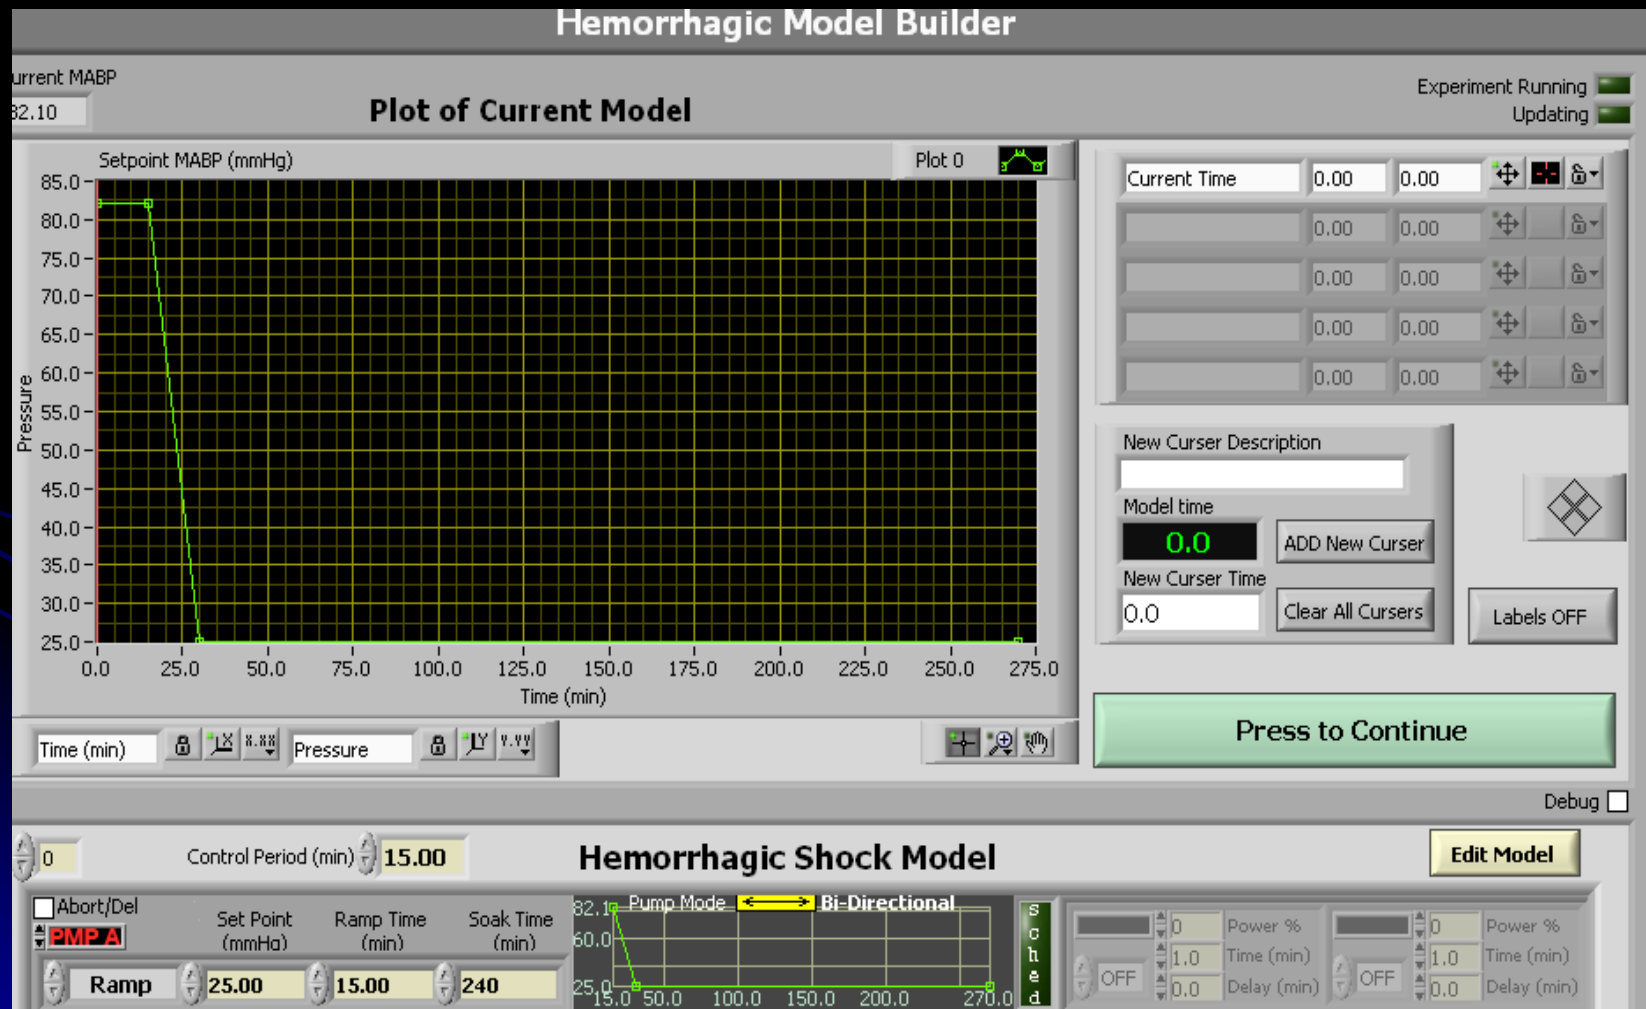 Hemorrhagic Model Builder
urrent MABP
82.10
Plot of Current Model
Experiment Running
Updating
Setpoint MABP (mmHg)
Plot 0
85.0
80.0
75.0
70.0
65.0
60.0
55.0
50.0
45.0
40.0
35.0
30.0
25.0
Pressure
0.0 25.0 50.0 75.0 100.0 125.0 150.0 175.0 200.0 225.0 250.0 275.0
Time (min)
Time (min) X X.XX Pressure Y Y.YY
Current Time 0.00 0.00
0.00 0.00
0.00 0.00
0.00 0.00
0.00 0.00
New Curser Description
Model time
0.0
ADD New Curser
New Curser Time
0.0
Clear All Cursers
Labels OFF
Press to Continue
Debug
0
Control Period (min) 15.00
Hemorrhagic Shock Model
Edit Model
Abort/Del
PMP A
Set Point
(mmHg)
Ramp Time
(min)
Soak Time
(min)
Ramp 25.00 15.00 240
Pump Mode Bi-Directional
82.1
60.0
25.0
15.0 50.0 100.0 150.0 200.0 270.0
Sched
0 Power %
1.0 Time (min)
OFF 0.0 Delay (min)
0 Power %
1.0 Time (min)
OFF 0.0 Delay (min)